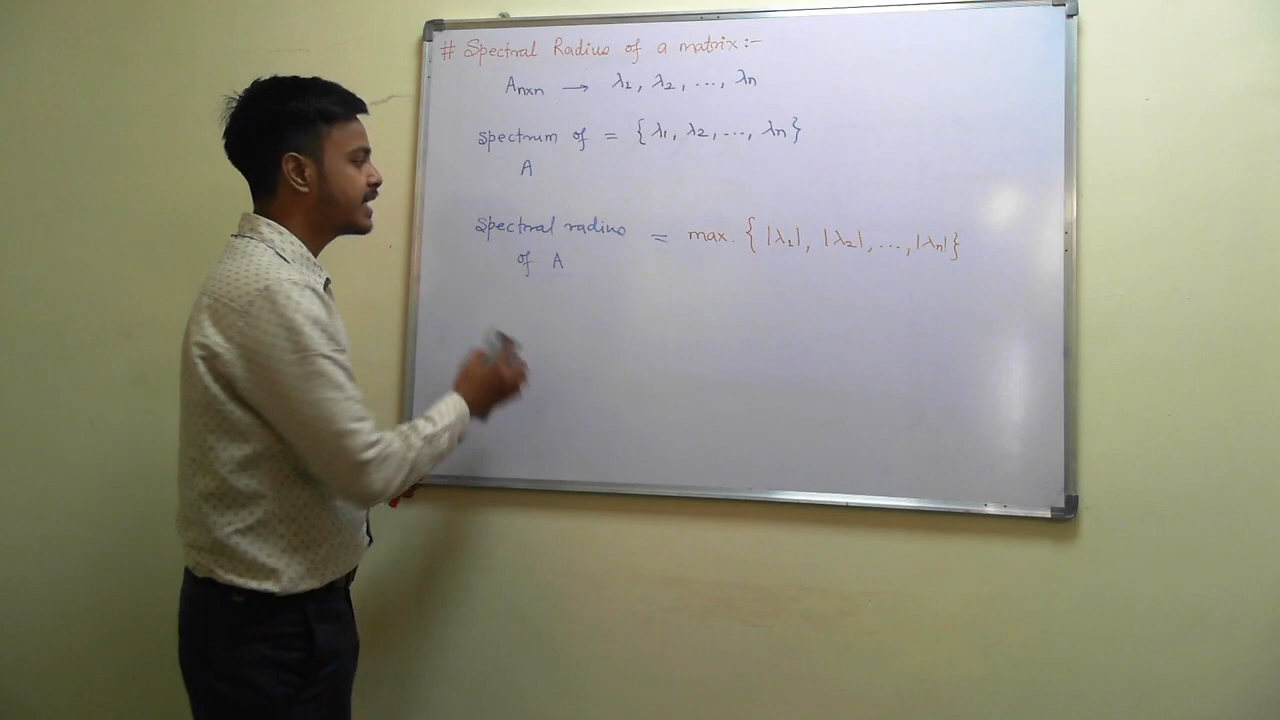 # Spectral Radius of a matrix:-
Anxn → λ1, λ2, ..., λn
Spectrum of = { λ1, λ2, ..., λn }
A
Spectral radius = max. { |λ1|, |λ2|, ..., |λn| }
of A